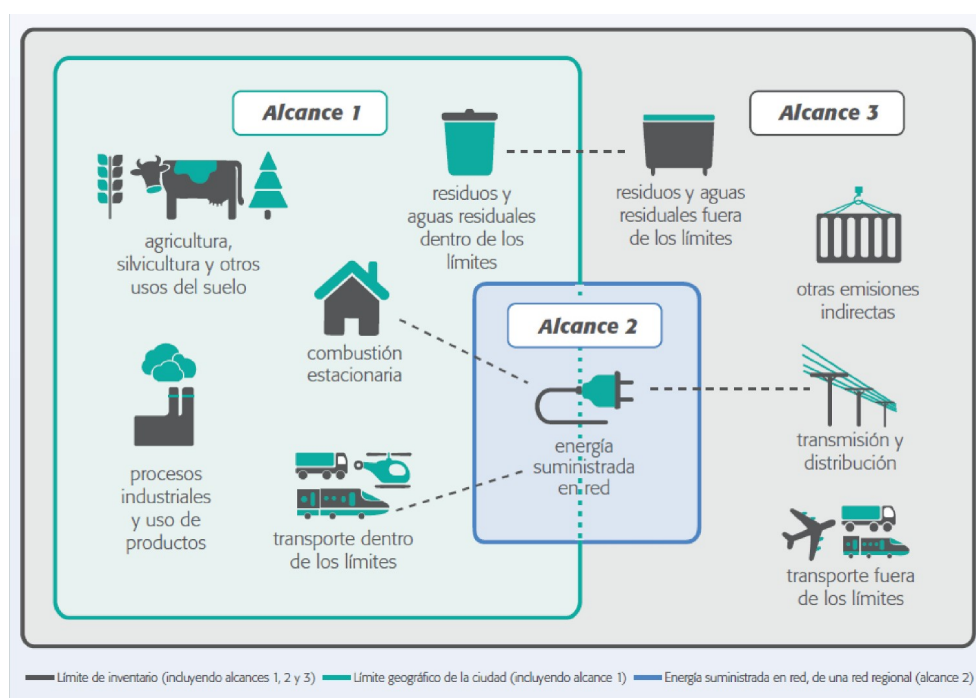 Alcance 1
Alcance 3
residuos y
aguas residuales
dentro de los
límites
residuos y aguas
residuales fuera
de los límites
agricultura,
silvicultura y otros
usos del suelo
otras emisiones
indirectas
Alcance 2
combustión
estacionaria
energía
suministrada
en red
transmisión y
distribución
procesos
industriales
y uso de
productos
transporte dentro
de los límites
transporte fuera
de los límites
Límite de inventario (incluyendo alcances 1, 2 y 3) Límite geográfico de la ciudad (incluyendo alcance 1) Energía suministrada en red, de una red regional (alcance 2)